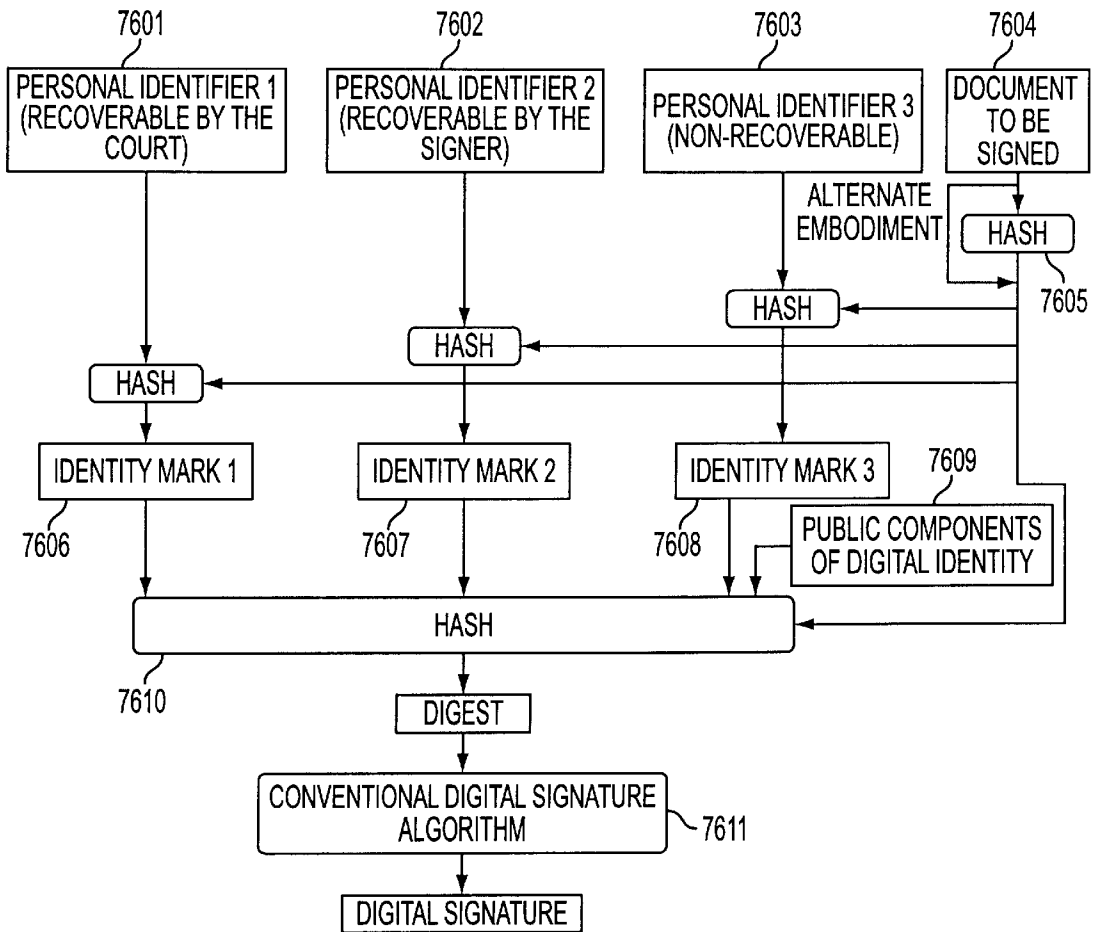 7601
7602
7603
7604
PERSONAL IDENTIFIER 1
(RECOVERABLE BY THE
COURT)
PERSONAL IDENTIFIER 2
(RECOVERABLE BY THE
SIGNER)
PERSONAL IDENTIFIER 3
(NON-RECOVERABLE)
DOCUMENT
TO BE
SIGNED
ALTERNATE
EMBODIMENT
HASH
7605
HASH
HASH
HASH
IDENTITY MARK 1
IDENTITY MARK 2
IDENTITY MARK 3
7606
7607
7608
7609
PUBLIC COMPONENTS
OF DIGITAL IDENTITY
HASH
7610
DIGEST
CONVENTIONAL DIGITAL SIGNATURE
ALGORITHM
7611
DIGITAL SIGNATURE